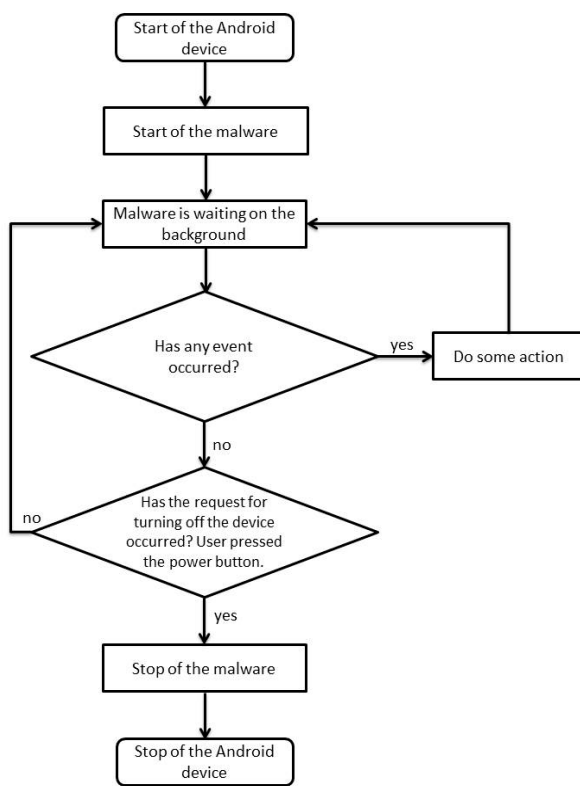 Start of the Android
device
Start of the malware
Malware is waiting on the
background
Has any event
occurred?
yes
Do some action
no
Has the request for
turning off the device
occurred? User pressed
the power button.
no
yes
Stop of the malware
Stop of the Android
device